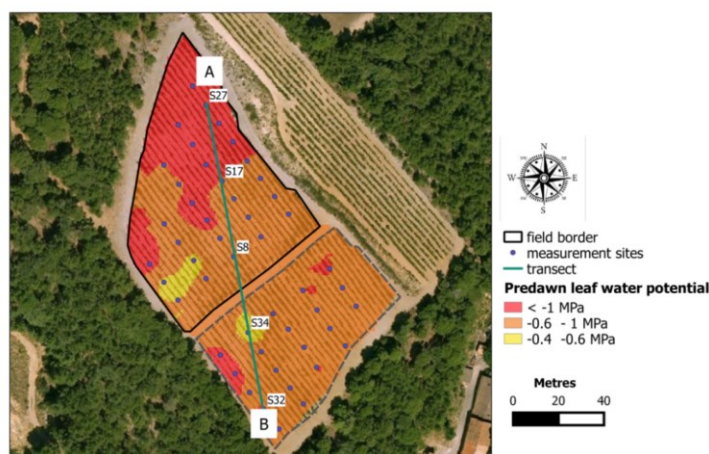 A
S27
S17
S8
S34
S32
B
N
W
E
S
field border
measurement sites
transect
Predawn leaf water potential
< -1 MPa
-0.6 - 1 MPa
-0.4 -0.6 MPa
Metres
0 20 40